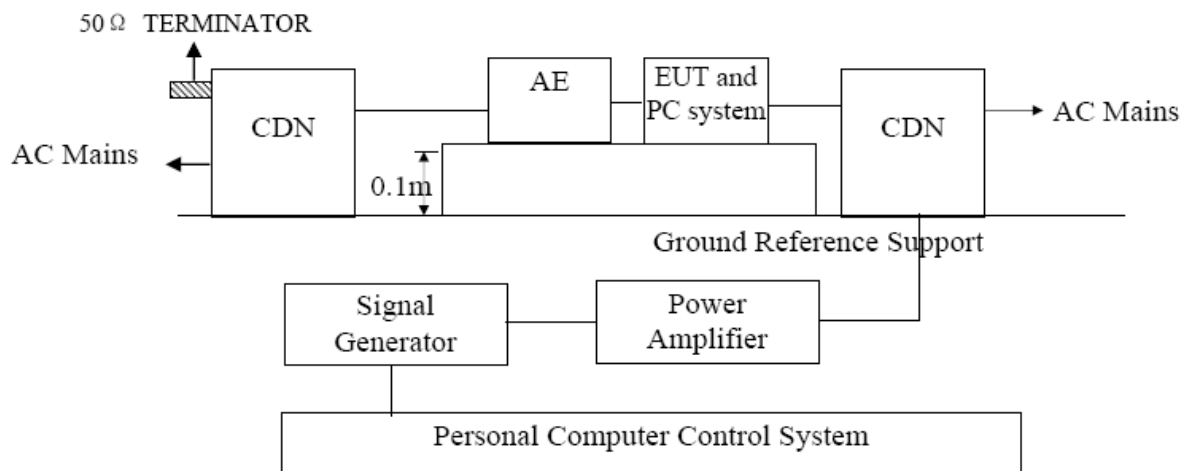 50Ω TERMINATOR
CDN
AC Mains
AE
EUT and
PC system
CDN
AC Mains
0.1m
Ground Reference Support
Signal
Generator
Power
Amplifier
Personal Computer Control System